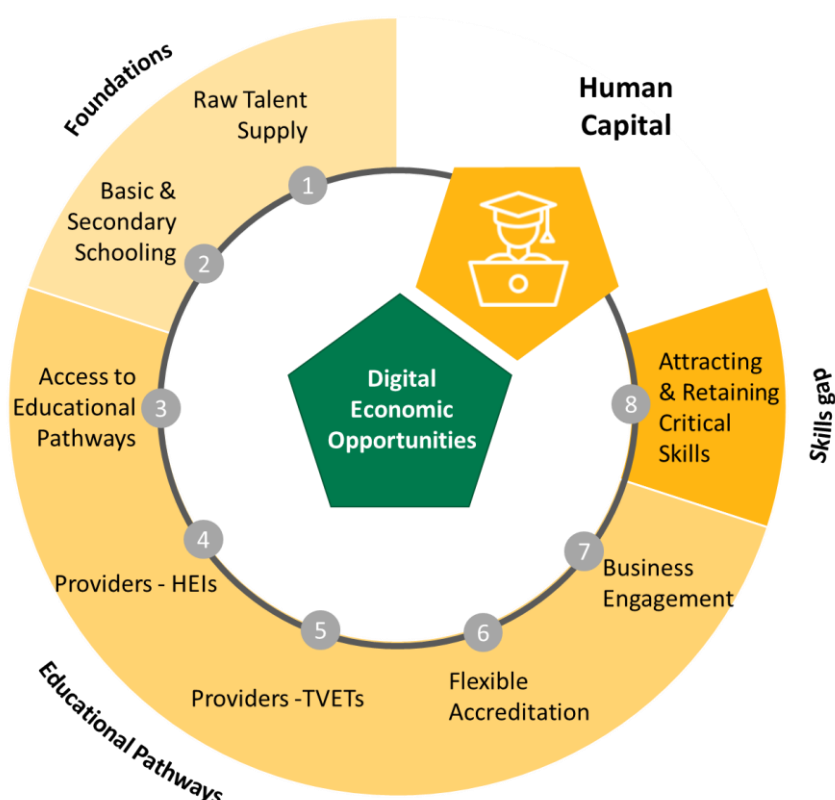 Human
Capital
Foundations
Raw Talent
Supply
1
Basic &
Secondary
Schooling
2
Access to
Educational
Pathways
3
Providers - HEIs
4
Providers -TVETs
5
Flexible
Accreditation
6
Business
Engagement
7
Attracting
& Retaining
Critical
Skills
8
Skills gap
Educational Pathways
Digital
Economic
Opportunities